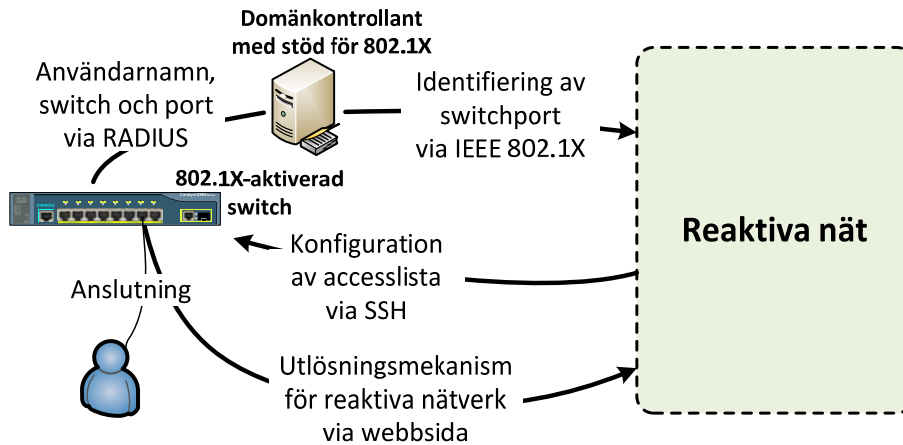 Domänkontrollant
med stöd för 802.1X
Användarnamn,
switch och port
via RADIUS
Identifiering av
switchport
via IEEE 802.1X
802.1X-aktiverad
switch
Reaktiva nät
Konfiguration
av accesslista
via SSH
Anslutning
Utlösningsmekanism
för reaktiva nätverk
via webbsida